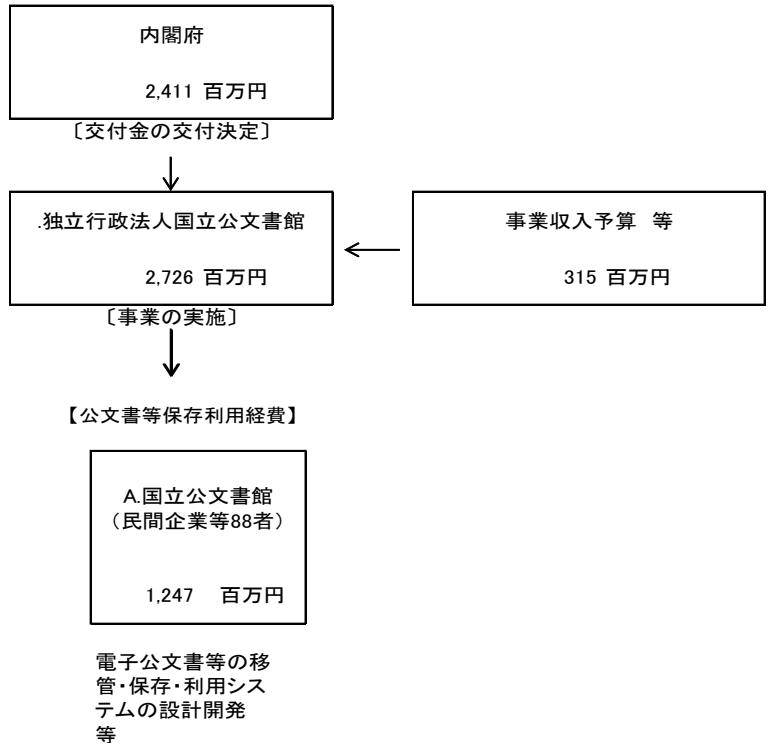 内閣府
2,411 百万円
〔交付金の交付決定〕
.独立行政法人国立公文書館
2,726 百万円
事業収入予算 等
315 百万円
〔事業の実施〕
【公文書等保存利用経費】
A.国立公文書館
(民間企業等88者)
1,247 百万円
電子公文書等の移
管・保存・利用シス
テムの設計開発
等